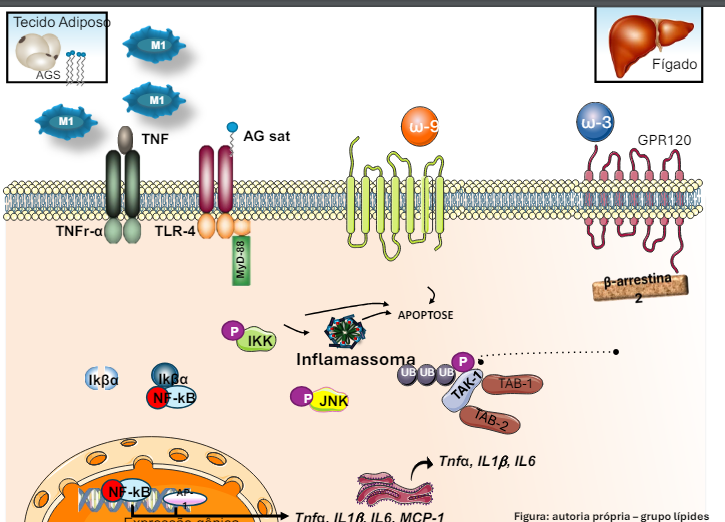 Tecido Adiposo
AGS
M1
M1
M1
TNF
AG sat
ω-9
ω-3
Fígado
GPR120
TNFr-α
TLR-4
MyD-88
β-arrestina
2
P
IKK
APOPTOSE
Inflamassoma
Ikβα
Ikβα
NF-kB
P
JNK
UB
UB
UB
P
TAK-1
TAB-1
TAB-2
NF-kB
AP-
1
Tnfα, IL1β, IL6
Expressão gênica
Tnfα, IL1β, IL6, MCP-1
Figura: autoria própria – grupo lípides